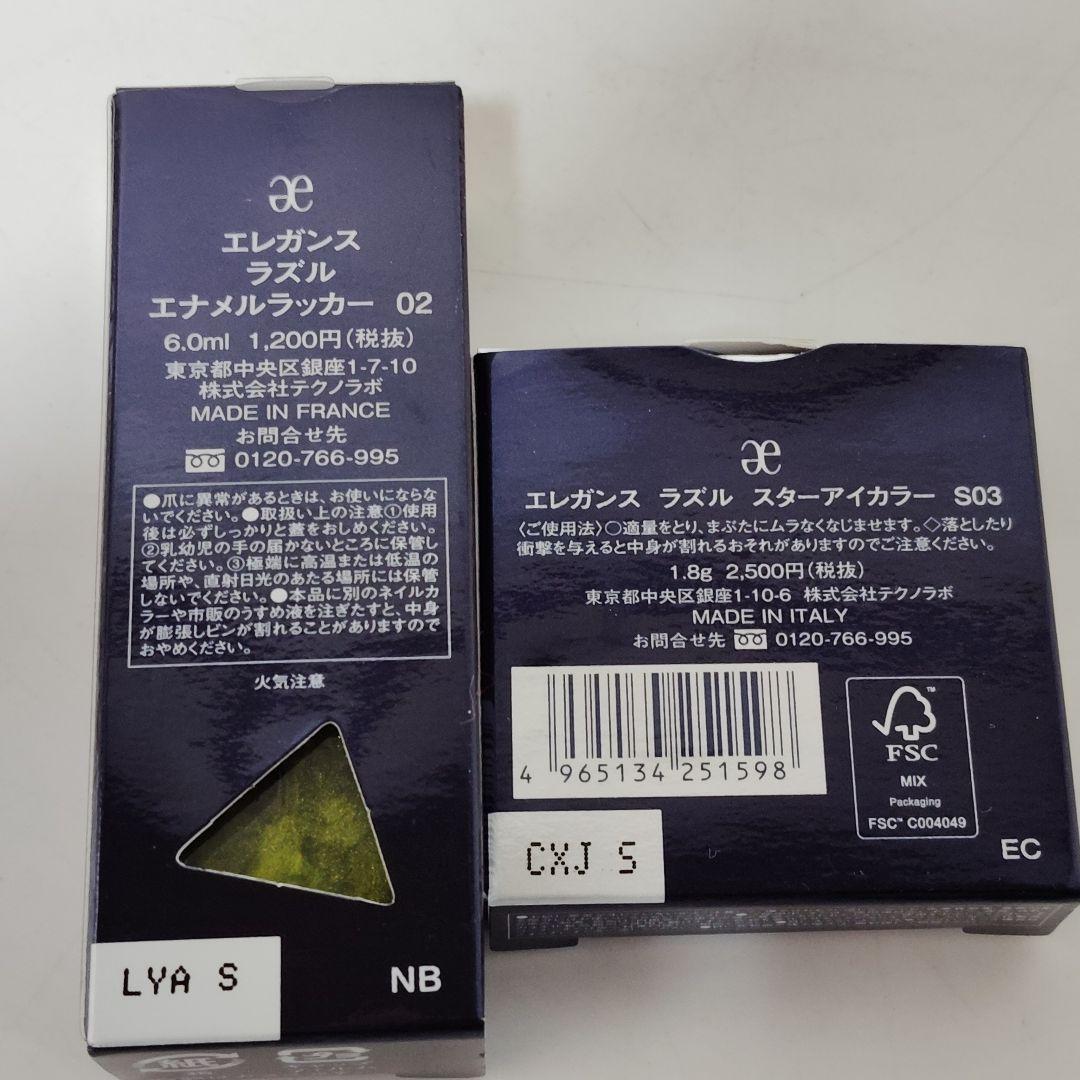 æ
エレガンス
ラズル
エナメルラッカー 02
6.0ml 1,200円(税抜)
東京都中央区銀座1-7-10
株式会社テクノラボ
MADE IN FRANCE
お問合せ先
0120-766-995
●爪に異常があるときは、お使いにならな
いでください。●取扱い上の注意①使用
後は必ずしっかりと蓋をおしめください。
②乳幼児の手の届かないところに保管し
てください。③極端に高温または低温の
場所や、直射日光のあたる場所には保管
しないでください。●本品に別のネイルカ
ラーや市販のうすめ液を注ぎたすと、中身
が膨張しビンが割れることがありますので
おやめください。
火気注意
LYA S
NB
æ
エレガンス ラズル スターアイカラー S03
〈ご使用法〉○適量をとり、まぶたにムラなくなじませます。◇落としたり
衝撃を与えると中身が割れるおそれがありますのでご注意ください。
1.8g 2,500円(税抜)
東京都中央区銀座1-10-6 株式会社テクノラボ
MADE IN ITALY
お問合せ先 0120-766-995
4 965134 251598
FSC
MIX
Packaging
FSC™ C004049
CXJ S
EC